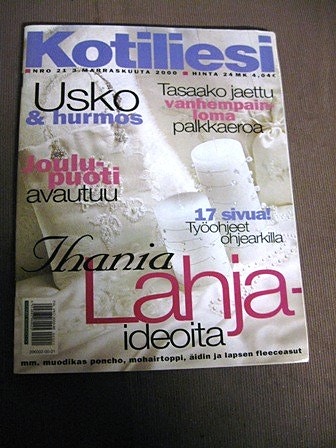 Kotiliesi
NRO 21 3. MARRASKUUTA 2000 HINTA 24 MK 4,04€
Usko
& hurmos
Tasaako jaettu
vanhempain-
loma
palkkaeroa
Joulu-
puoti
avautuu
17 sivua!
Työohjeet
ohjearkilla
Ihania
Lahja-
ideoita
mm. muodikas poncho, mohairtoppi, äidin ja lapsen fleeceasut